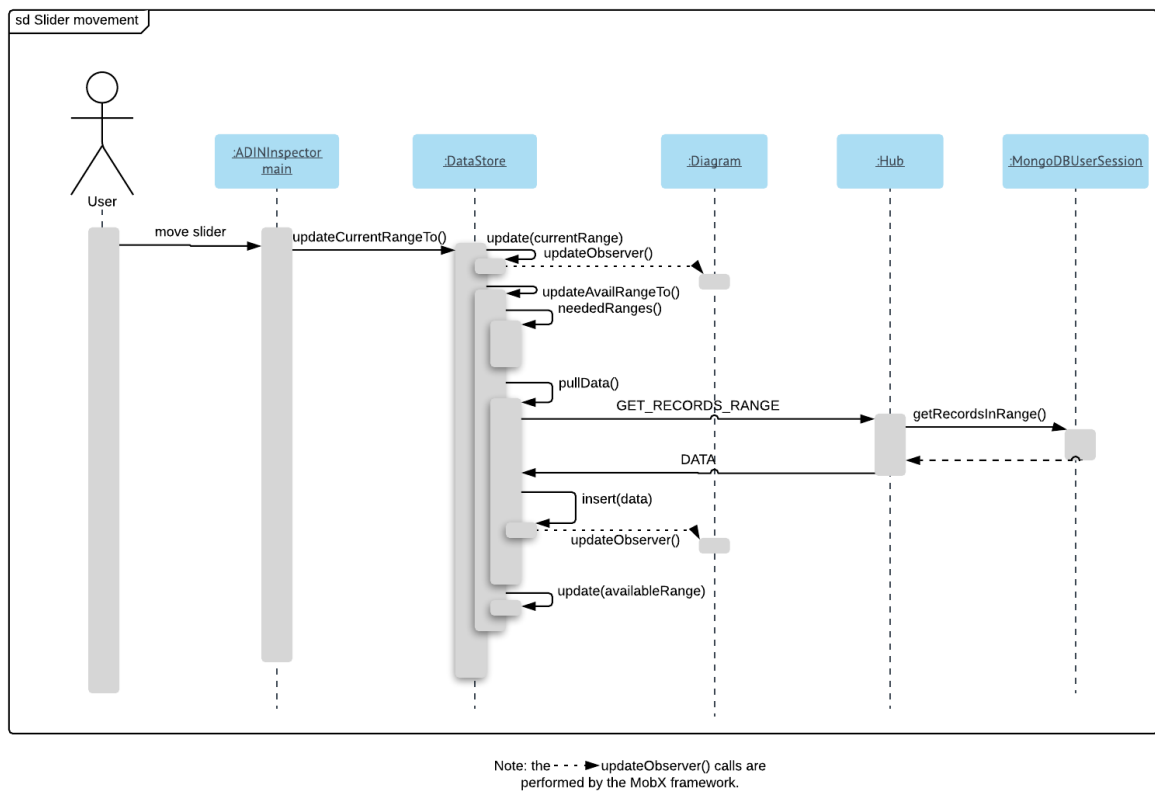 sd Slider movement
:ADINInspector
main
:DataStore
:Diagram
:Hub
:MongoDBUserSession
User
move slider
updateCurrentRangeTo()
update(currentRange)
updateObserver()
updateAvailRangeTo()
neededRanges()
pullData()
GET_RECORDS_RANGE
getRecordsInRange()
DATA
insert(data)
updateObserver()
update(availableRange)
Note: the updateObserver() calls are
performed by the MobX framework.